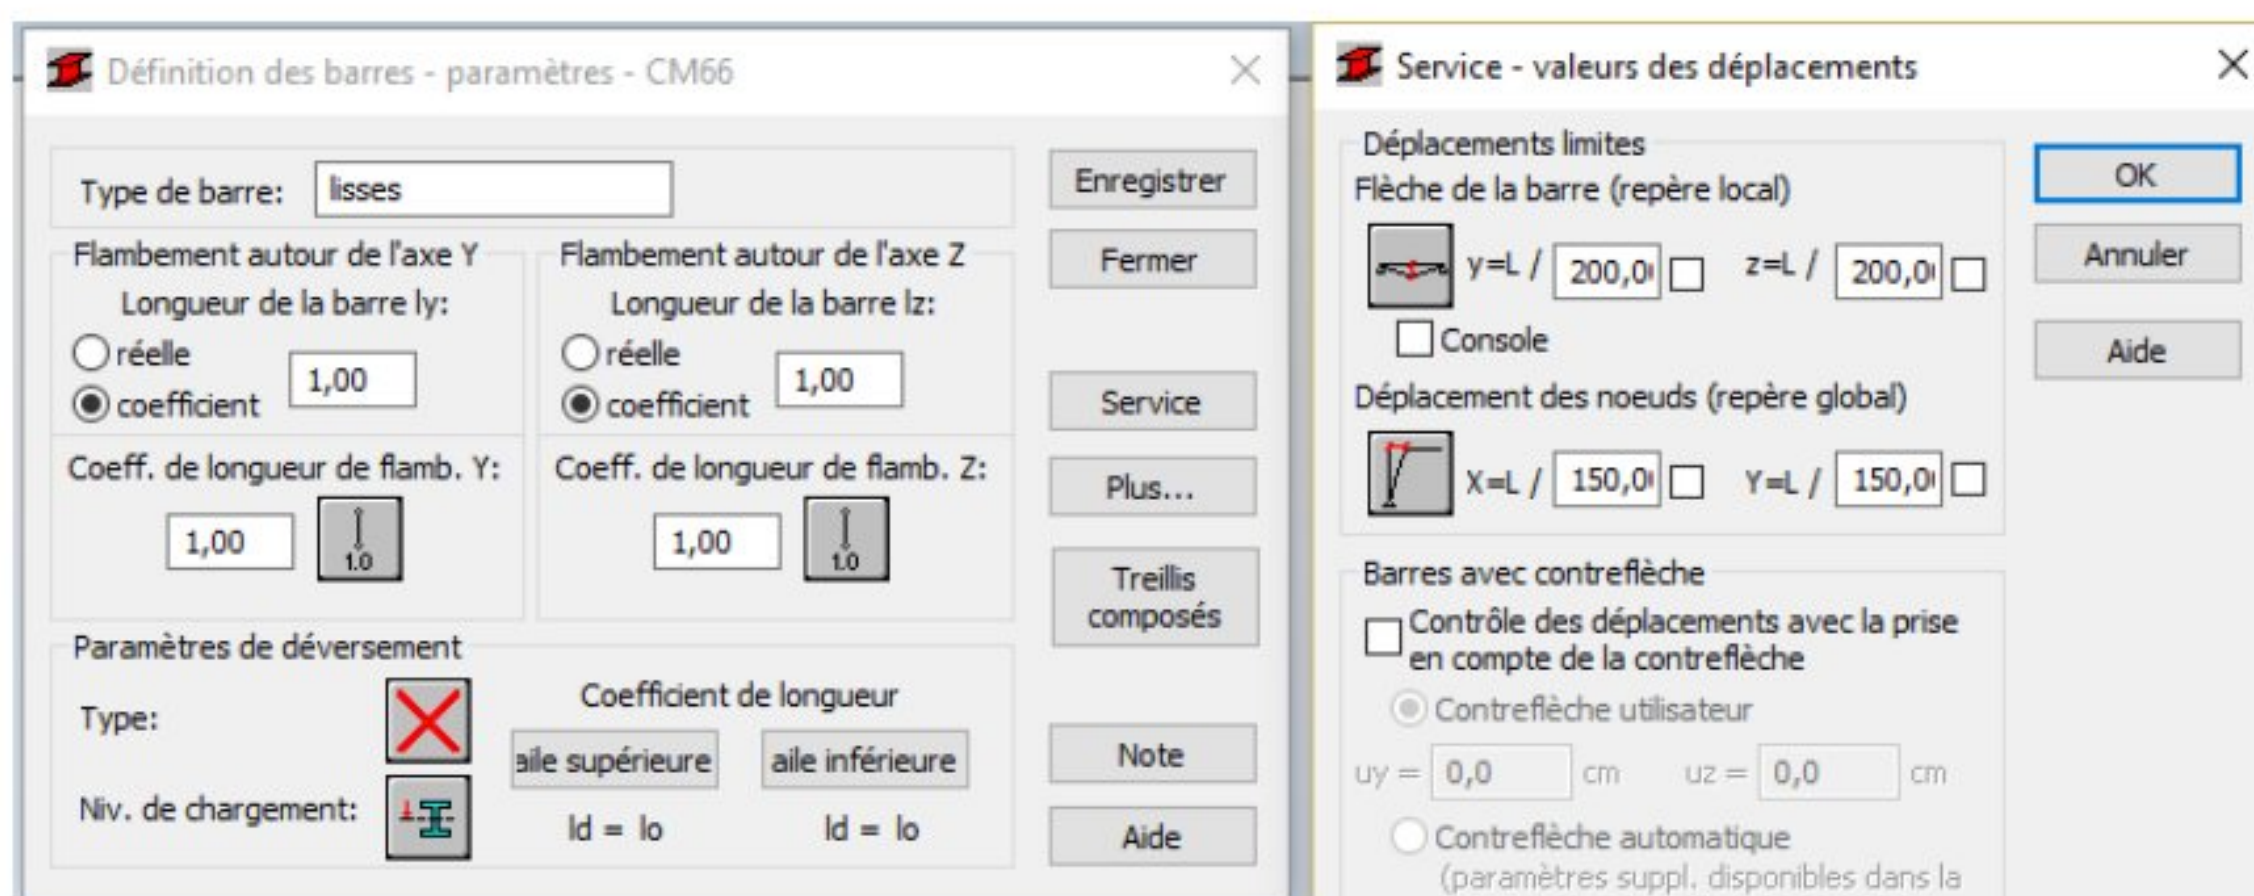 Définition des barres - paramètres - CM66
Type de barre: lisses
Flambement autour de l'axe Y
Longueur de la barre ly:
réelle
coefficient
1,00
Coeff. de longueur de flamb. Y:
1,00
1.0
Flambement autour de l'axe Z
Longueur de la barre lz:
réelle
coefficient
1,00
Coeff. de longueur de flamb. Z:
1,00
1.0
Paramètres de déversement
Type:
Niv. de chargement:
Coefficient de longueur
aile supérieure
aile inférieure
ld = lo
ld = lo
Enregistrer
Fermer
Service
Plus...
Treillis
composés
Note
Aide
Service - valeurs des déplacements
Déplacements limites
Flèche de la barre (repère local)
y=L / 200,0 z=L / 200,0
Console
Déplacement des noeuds (repère global)
X=L / 150,0 Y=L / 150,0
Barres avec contreflèche
Contrôle des déplacements avec la prise
en compte de la contreflèche
Contreflèche utilisateur
uy = 0,0 cm uz = 0,0 cm
Contreflèche automatique
(paramètres suppl. disponibles dans la
OK
Annuler
Aide